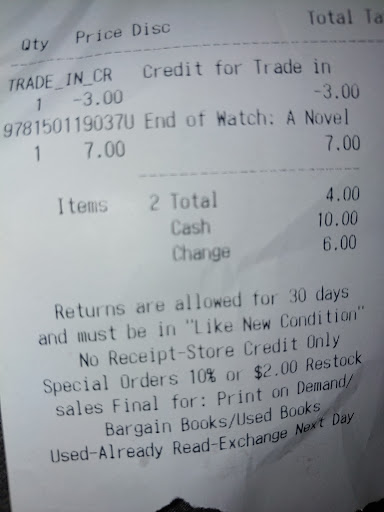 Qty Price Disc Total Ta
TRADE_IN_CR Credit for Trade in
1 -3.00 -3.00
978150119037U End of Watch: A Novel
1 7.00 7.00
Items 2 Total 4.00
Cash 10.00
Change 6.00
Returns are allowed for 30 days
and must be in "Like New Condition"
No Receipt-Store Credit Only
Special Orders 10% or $2.00 Restock
sales Final for: Print on Demand/
Bargain Books/Used Books
Used-Already Read-Exchange Next Day